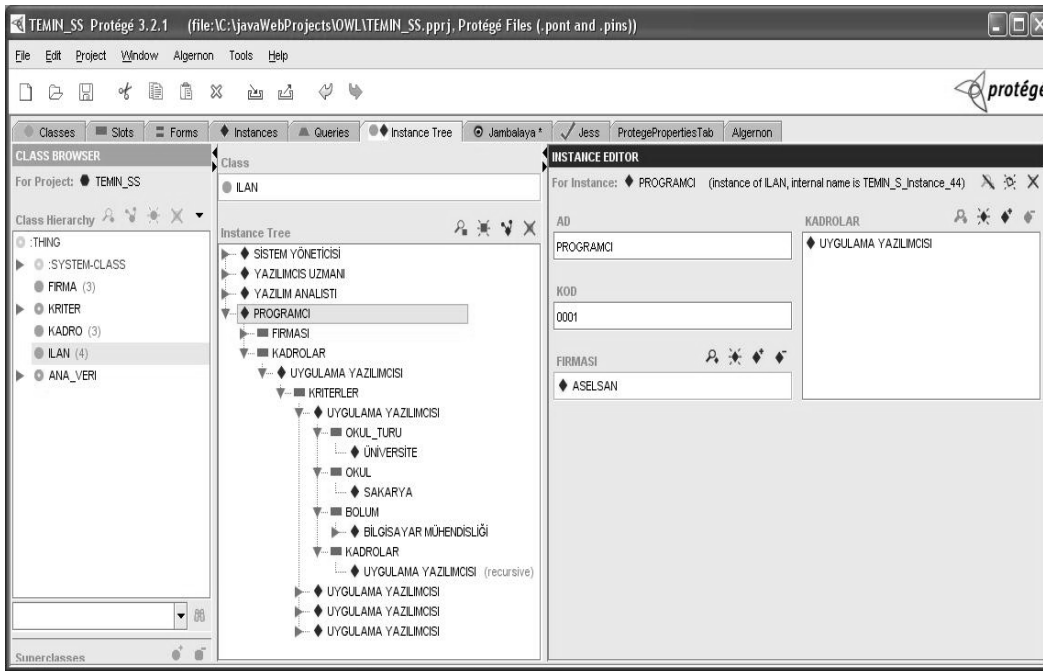 TEMIN_SS Protégé 3.2.1 (file:\C:\javaWebProjects\OWL\TEMIN_SS.pprj, Protégé Files (.pont and .pins))
File Edit Project Window Algernon Tools Help
protégé
Classes Slots Forms Instances Queries Instance Tree Jambalaya * Jess ProtegePropertiesTab Algernon
CLASS BROWSER
For Project: TEMIN_SS
Class Hierarchy
:THING
:SYSTEM-CLASS
FIRMA (3)
KRITER
KADRO (3)
ILAN (4)
ANA_VERI
Superclasses
Class
ILAN
Instance Tree
SİSTEM YÖNETİCİSİ
YAZILIMCIS UZMANI
YAZILIM ANALISTI
PROGRAMCI
FIRMASI
KADROLAR
UYGULAMA YAZILIMCISI
KRITERLER
UYGULAMA YAZILIMCISI
OKUL_TURU
ÜNİVERSİTE
OKUL
SAKARYA
BOLUM
BİLGİSAYAR MÜHENDİSLİĞİ
KADROLAR
UYGULAMA YAZILIMCISI (recursive)
UYGULAMA YAZILIMCISI
UYGULAMA YAZILIMCISI
UYGULAMA YAZILIMCISI
INSTANCE EDITOR
For Instance: PROGRAMCI (instance of ILAN, internal name is TEMIN_S_Instance_44)
AD
PROGRAMCI
KOD
0001
FIRMASI
ASELSAN
KADROLAR
UYGULAMA YAZILIMCISI